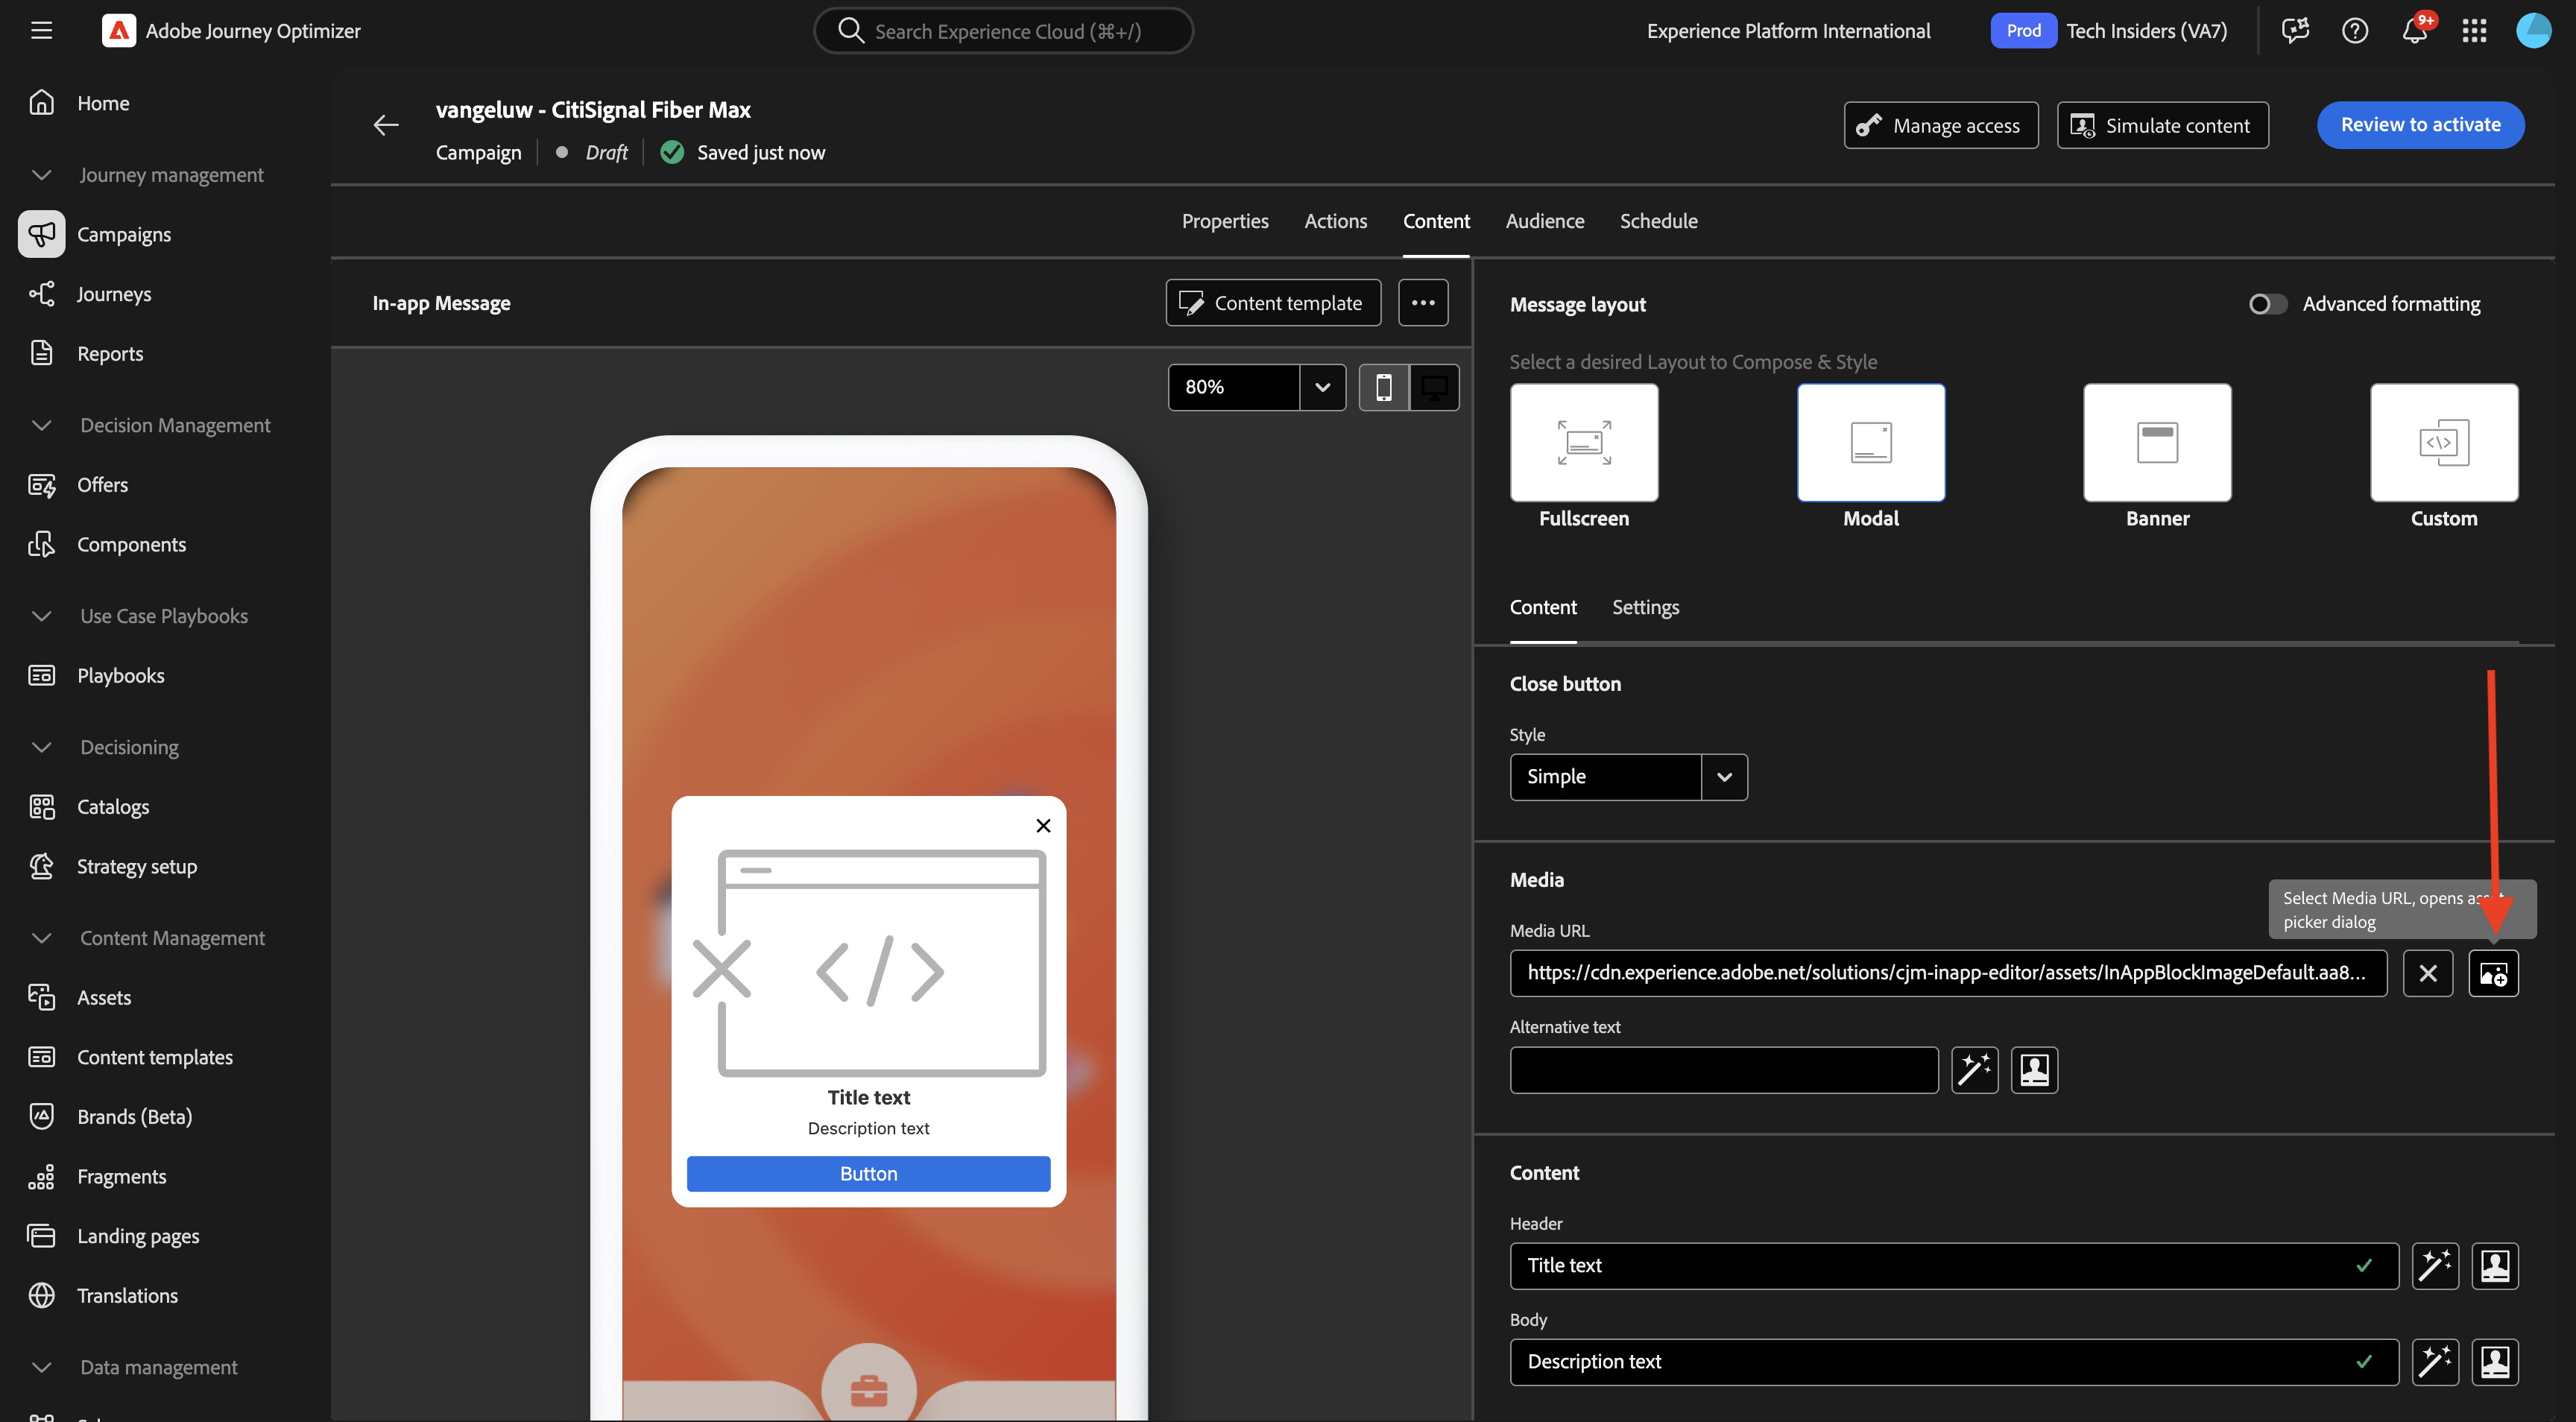 Adobe Journey Optimizer
Search Experience Cloud (⌘+/)
Experience Platform International
Prod
Tech Insiders (VA7)
9+
Home
Journey management
Campaigns
Journeys
Reports
Decision Management
Offers
Components
Use Case Playbooks
Playbooks
Decisioning
Catalogs
Strategy setup
Content Management
Assets
Content templates
Brands (Beta)
Fragments
Landing pages
Translations
Data management
vangeluw - CitiSignal Fiber Max
Campaign
Draft
Saved just now
Manage access
Simulate content
Review to activate
Properties
Actions
Content
Audience
Schedule
In-app Message
Content template
80%
Title text
Description text
Button
Message layout
Advanced formatting
Select a desired Layout to Compose & Style
Fullscreen
Modal
Banner
Custom
Content
Settings
Close button
Style
Simple
Media
Select Media URL, opens
picker dialog
Media URL
https://cdn.experience.adobe.net/solutions/cjm-inapp-editor/assets/InAppBlockImageDefault.aa8...
Alternative text
Content
Header
Title text
Body
Description text